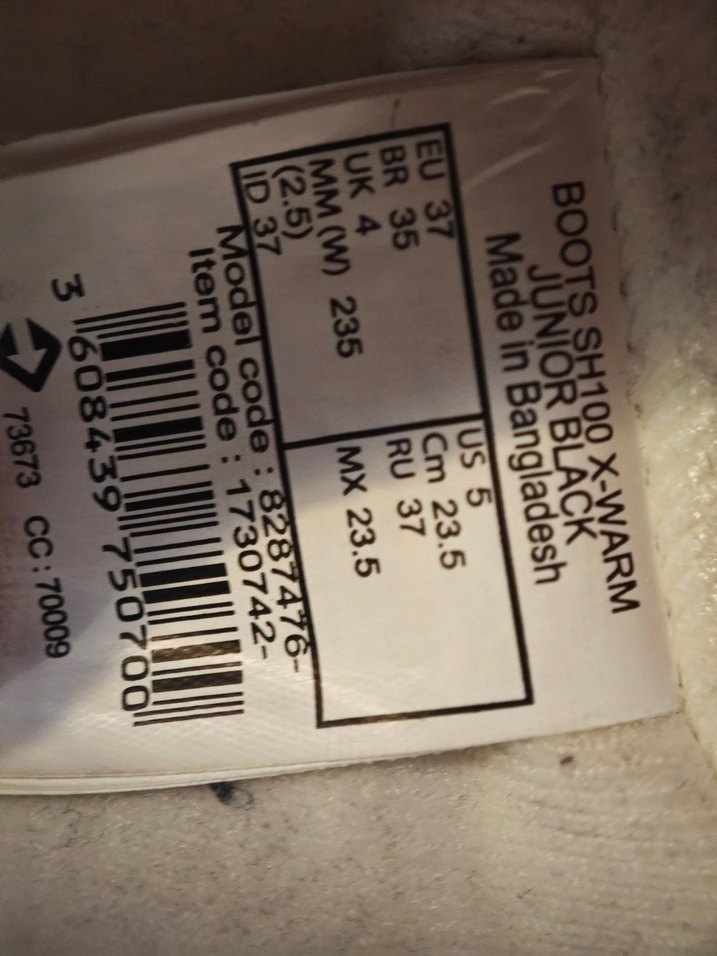 BOOTS SH100 X-WARM
JUNIOR BLACK
Made in Bangladesh
EU 37
BR 35
UK 4
MM (W) 235
(2.5)
ID 37
US 5
Cm 23.5
RU 37
MX 23.5
Model code : 8287476-
Item code : 1730742-
3 608439 750700
73673 CC : 70009